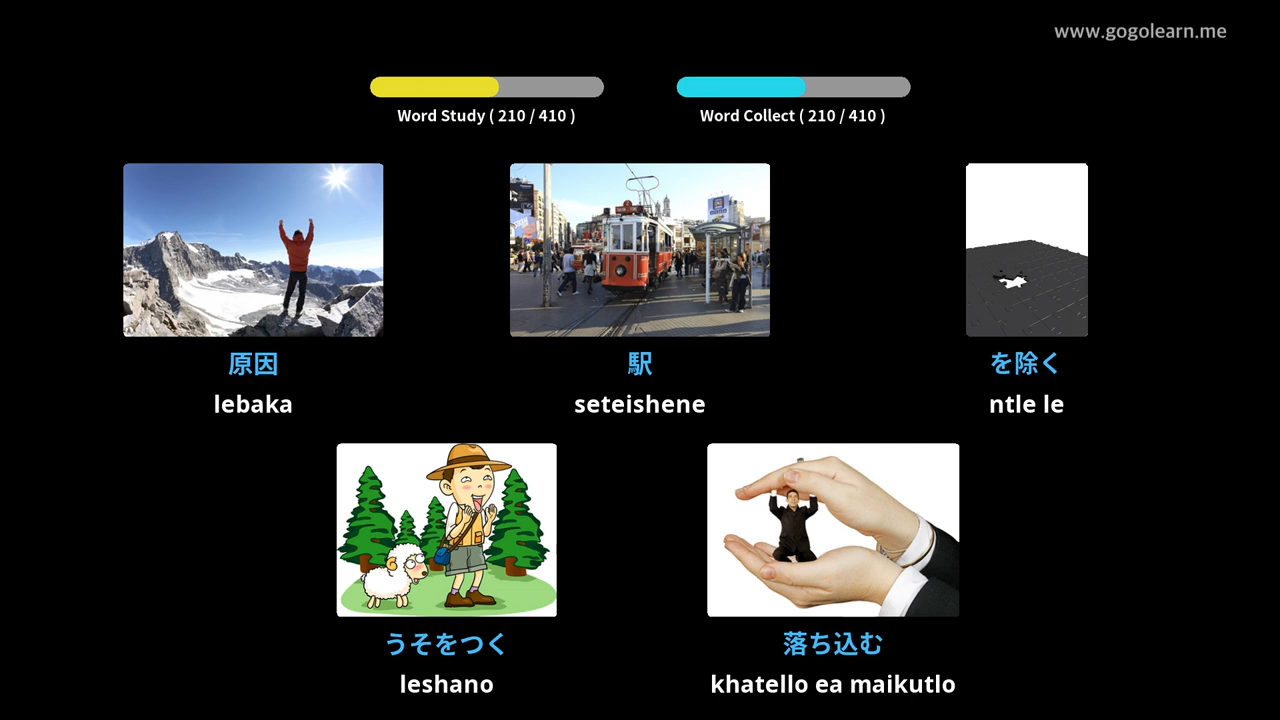 www.gogolearn.me
Word Study ( 210 / 410 )
Word Collect ( 210 / 410 )
原因
lebaka
駅
seteishene
を除く
ntle le
うそをつく
leshano
落ち込む
khatello ea maikutlo